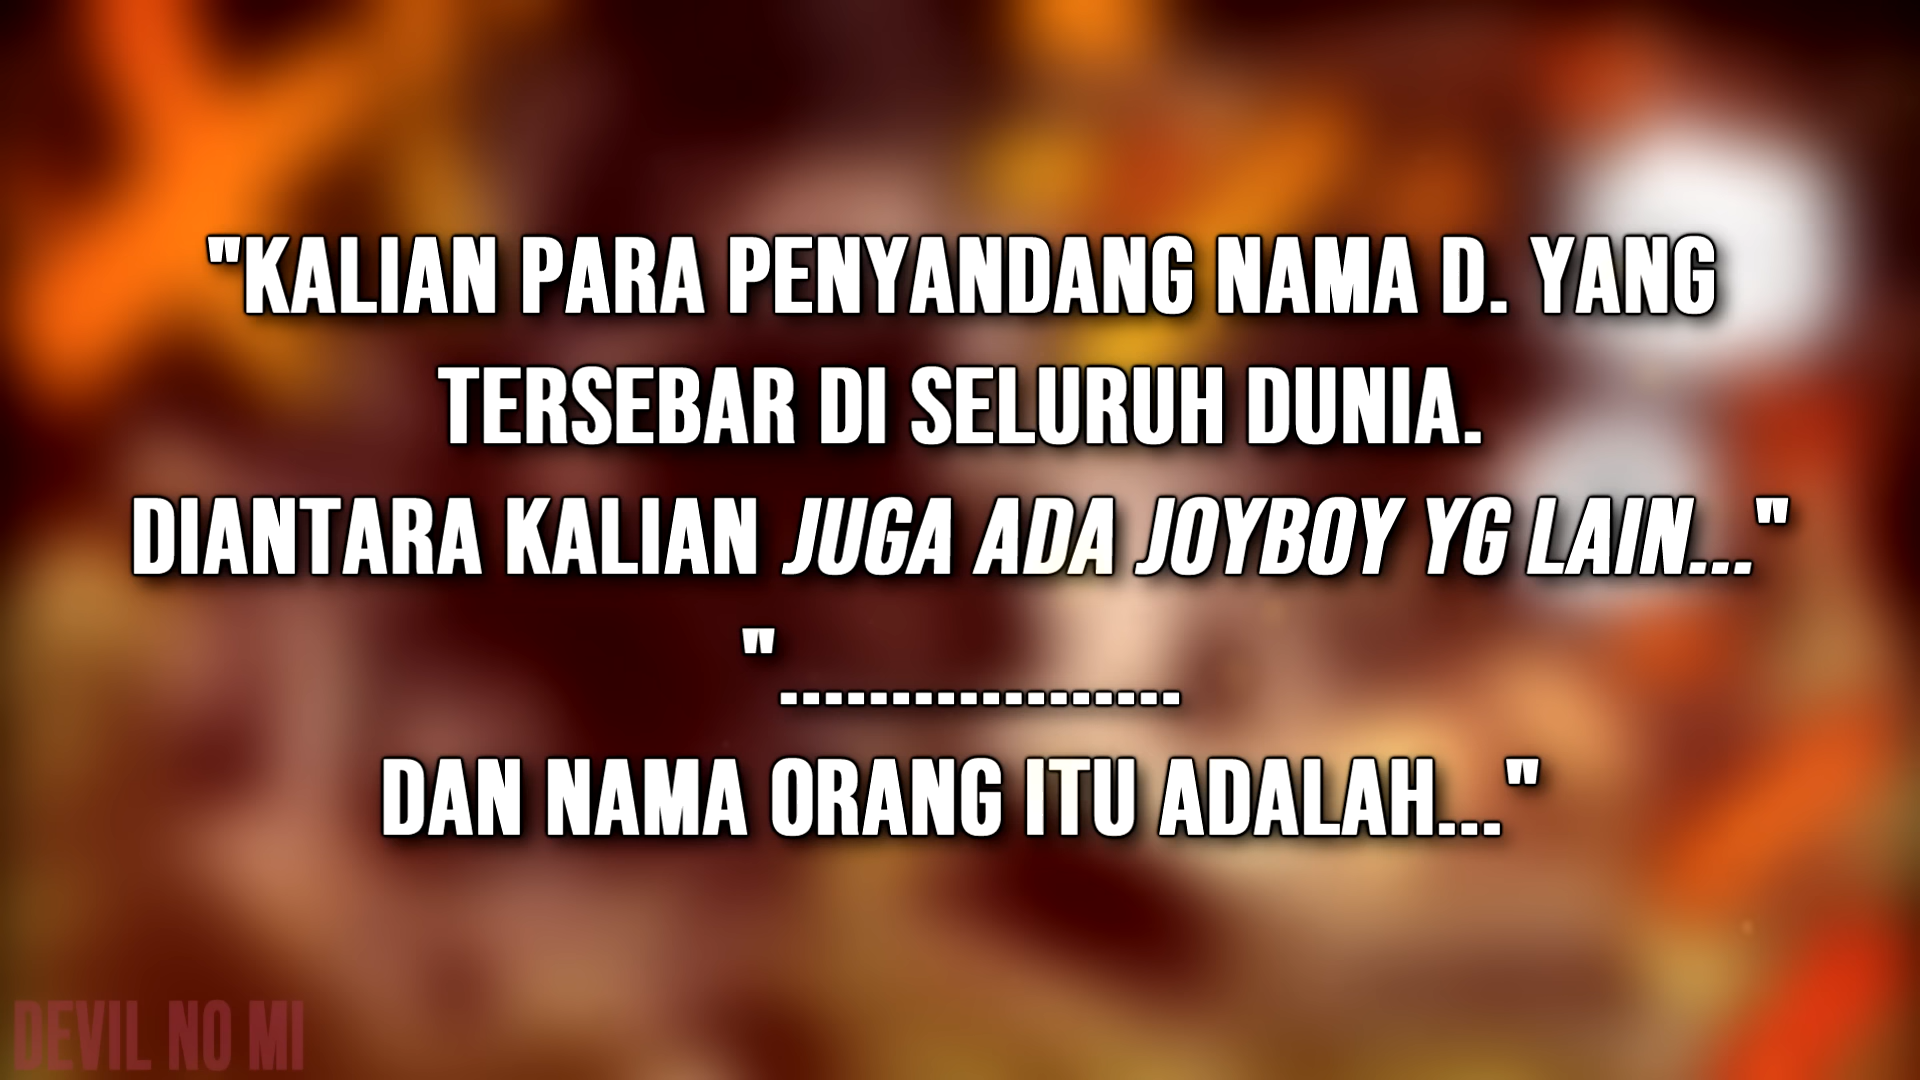 "KALIAN PARA PENYANDANG NAMA D. YANG
TERSEBAR DI SELURUH DUNIA.
DIANTARA KALIAN JUGA ADA JOYBOY YG LAIN..."
"..................
DAN NAMA ORANG ITU ADALAH..."
DEVIL NO MI